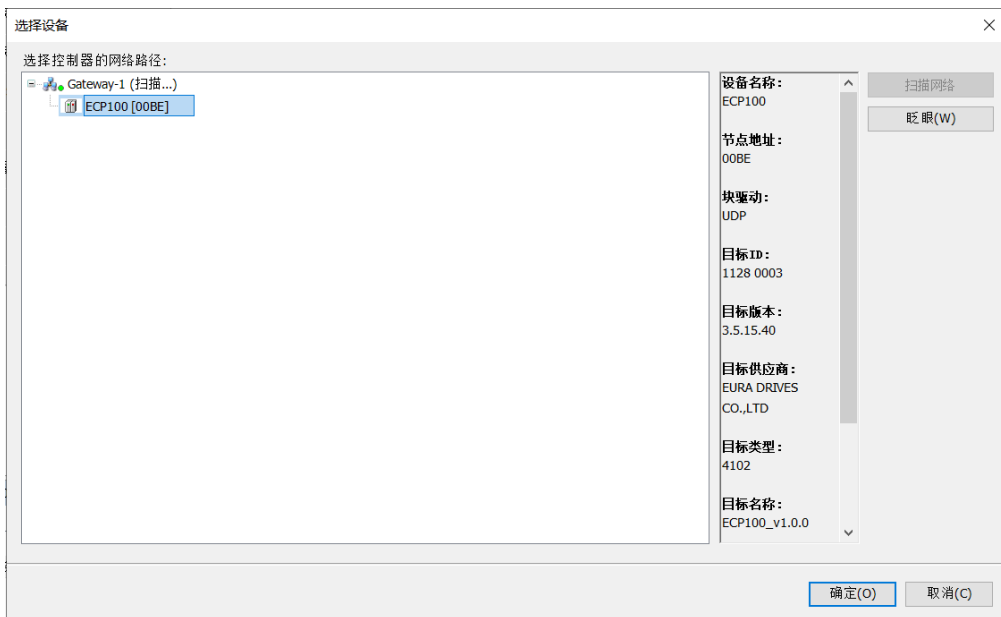 选择设备
选择控制器的网络路径:
Gateway-1 (扫描...)
ECP100 [00BE]
设备名称:
ECP100
节点地址:
00BE
块驱动:
UDP
目标ID:
1128 0003
目标版本:
3.5.15.40
目标供应商:
EURA DRIVES
CO.,LTD
目标类型:
4102
目标名称:
ECP100_v1.0.0
扫描网络
眨眼(W)
确定(O)
取消(C)